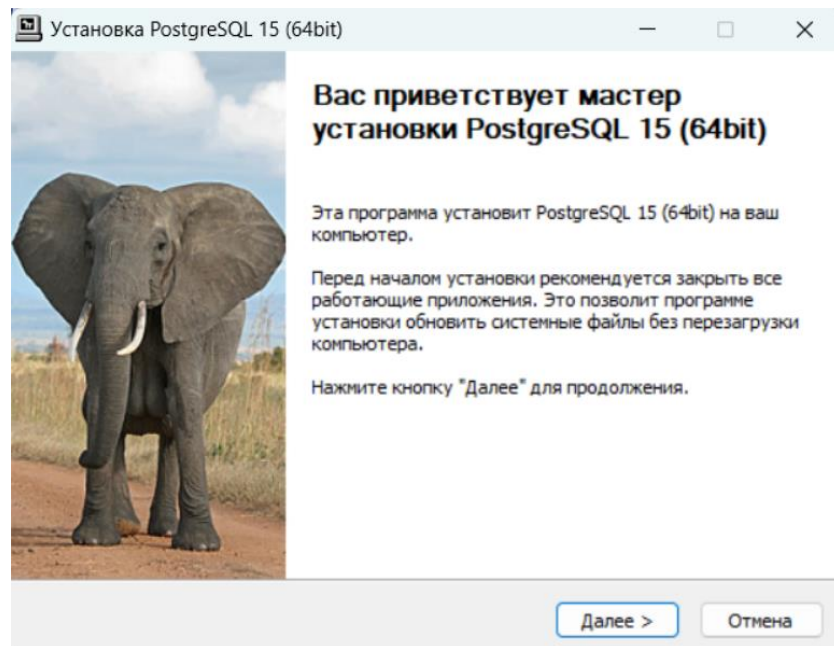 Установка PostgreSQL 15 (64bit)
Вас приветствует мастер
установки PostgreSQL 15 (64bit)
Эта программа установит PostgreSQL 15 (64bit) на ваш
компьютер.
Перед началом установки рекомендуется закрыть все
работающие приложения. Это позволит программе
установки обновить системные файлы без перезагрузки
компьютера.
Нажмите кнопку "Далее" для продолжения.
Далее >
Отмена